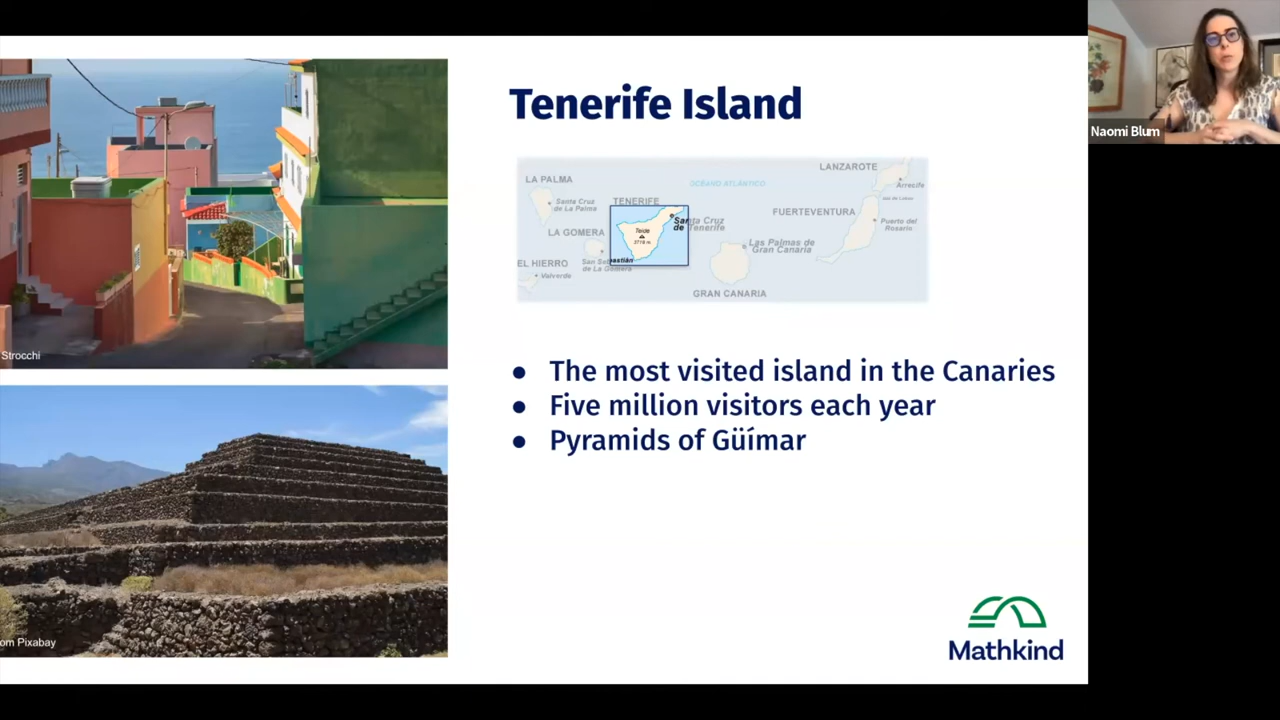 Tenerife Island
Naomi Blum
LANZAROTE
OCÉANO ATLÁNTICO
LA PALMA
Arrecife
Santa Cruz
de La Palma
TENERIFE
FUERTEVENTURA
Santa Cruz
de Tenerife
Puerto del
Rosario
Teide
3718 m
LA GOMERA
Las Palmas de
Gran Canaria
San Sebastián
de La Gomera
EL HIERRO
Valverde
GRAN CANARIA
Strocchi
● The most visited island in the Canaries
● Five million visitors each year
● Pyramids of Güímar
om Pixabay
Mathkind